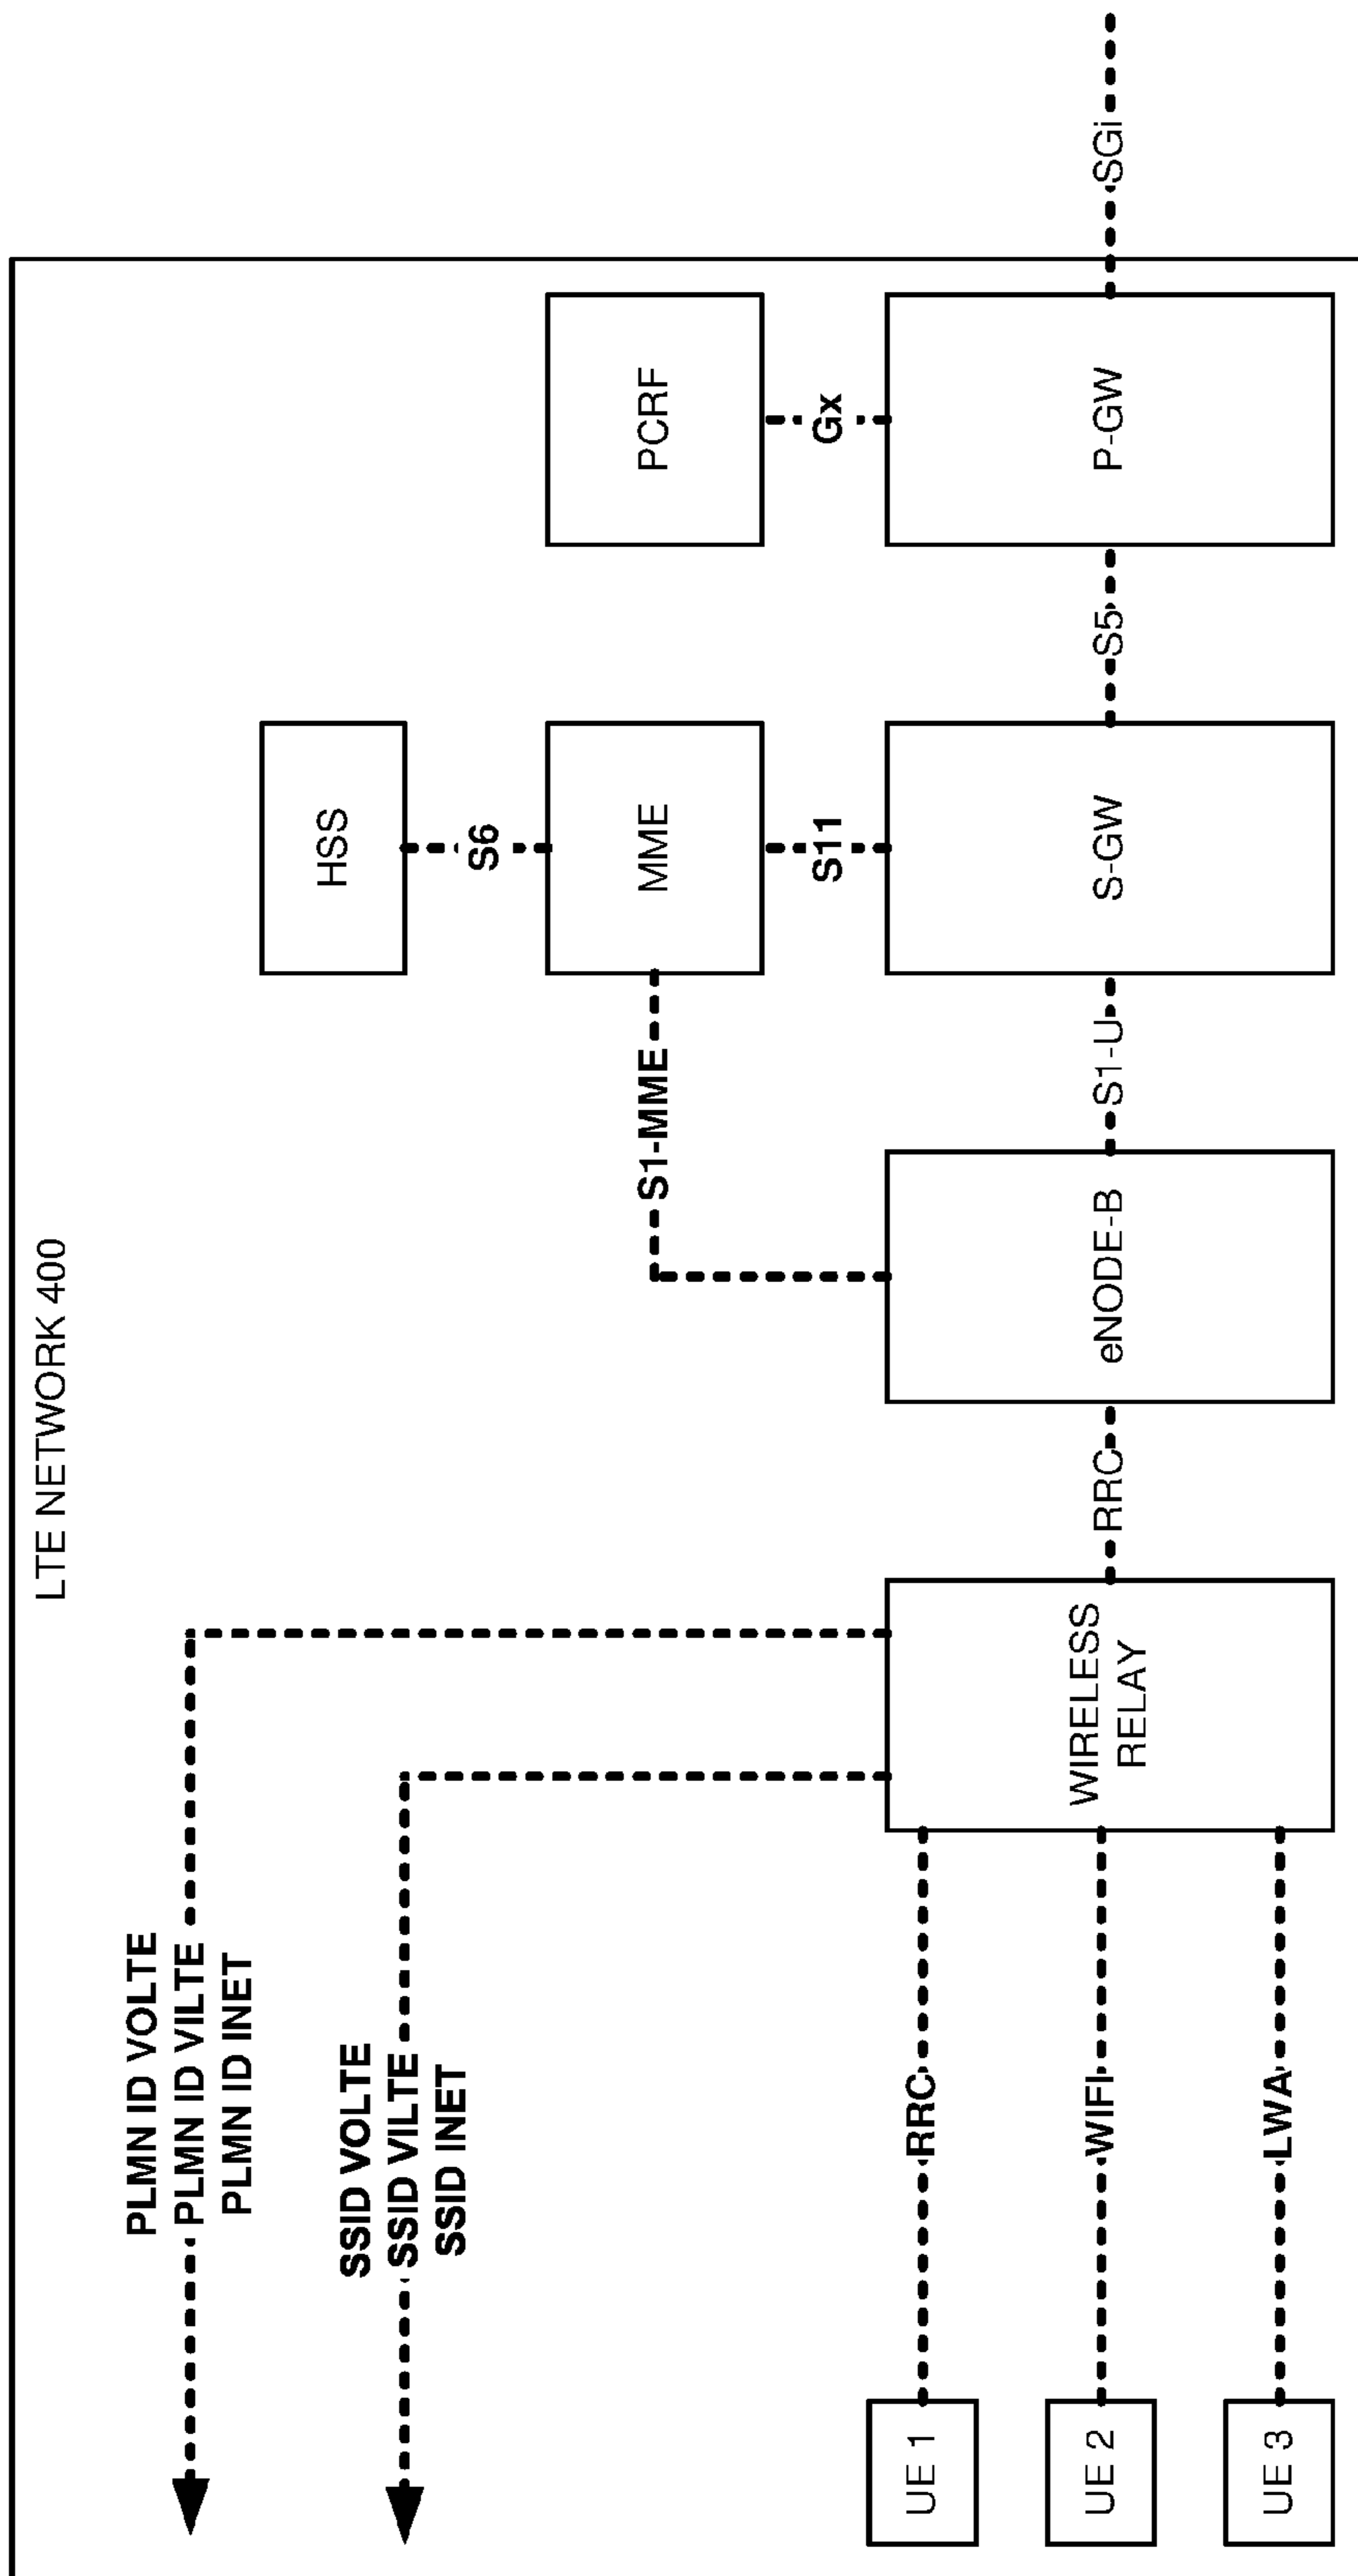 LTE NETWORK 400
PLMN ID VOLTE
PLMN ID VILTE
PLMN ID INET
SSID VOLTE
SSID VILTE
SSID INET
HSS
S6
MME
PCRF
S1-MME
S11
Gx
UE 1
RRC
UE 2
WIFI
UE 3
LWA
WIRELESS
RELAY
RRC
eNODE-B
S1-U
S-GW
S5
P-GW
SGi